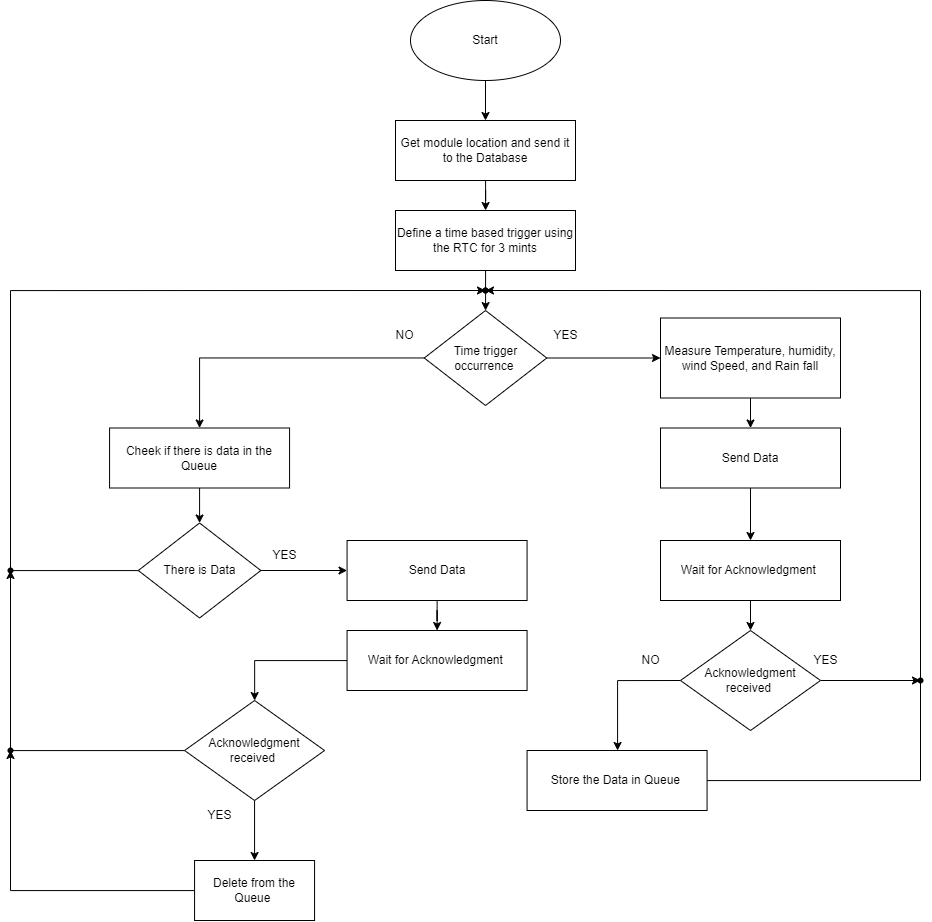 Start
Get module location and send it
to the Database
Define a time based trigger using
the RTC for 3 mints
NO
YES
Time trigger
occurrence
Measure Temperature, humidity,
wind Speed, and Rain fall
Cheek if there is data in the
Queue
Send Data
There is Data
YES
Send Data
Wait for Acknowledgment
Wait for Acknowledgment
NO
YES
Acknowledgment
received
Acknowledgment
received
YES
Store the Data in Queue
Delete from the
Queue